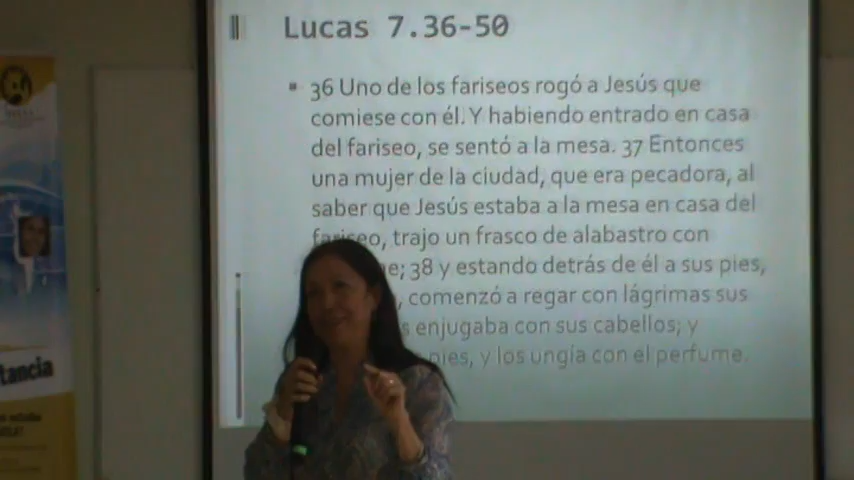 Lucas 7.36-50
36 Uno de los fariseos rogó a Jesús que
comiese con él. Y habiendo entrado en casa
del fariseo, se sentó a la mesa. 37 Entonces
una mujer de la ciudad, que era pecadora, al
saber que Jesús estaba a la mesa en casa del
fariseo, trajo un frasco de alabastro con
e; 38 y estando detrás de él a sus pies,
, comenzó a regar con lágrimas sus
s enjugaba con sus cabellos; y
pies, y los ungía con el perfume.
tancia